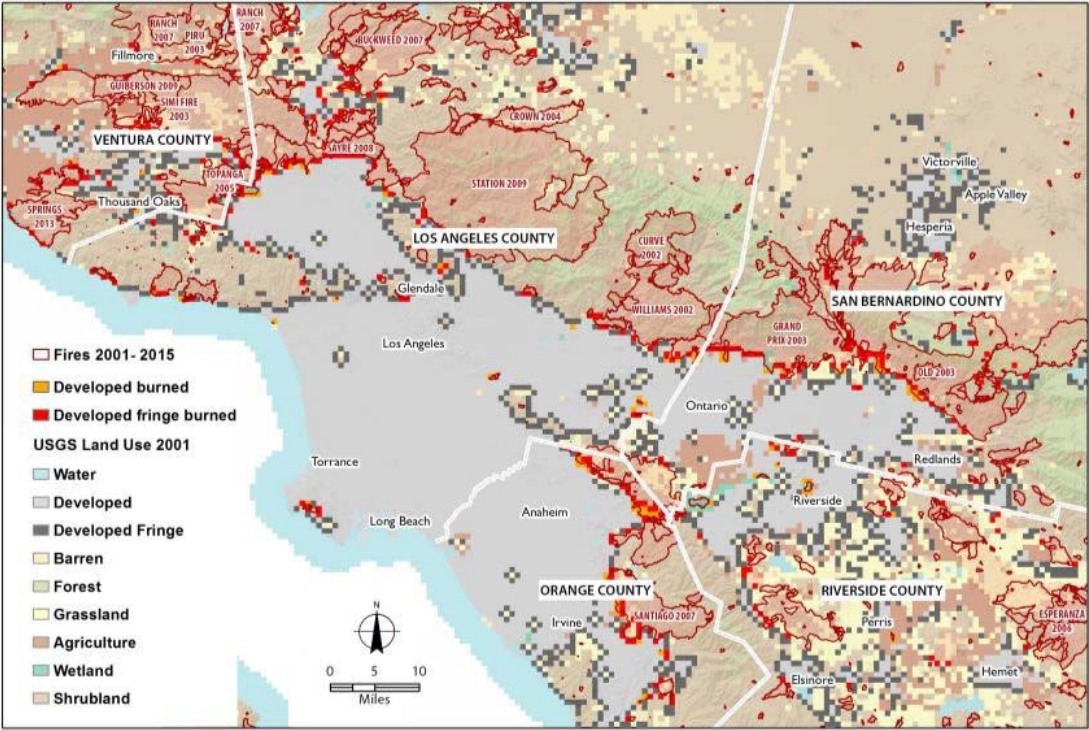 RANCH
2007
PIRU
2003
RANCH
2007
BUCKWEED 2007
Fillmore
GUIBERSON 2009
SIMI FIRE
2003
CROWN 2004
VENTURA COUNTY
SAYRE 2008
TOPANGA
2005
STATION 2009
Victorville
Apple Valley
Thousand Oaks
SPRINGS
2013
Hesperia
LOS ANGELES COUNTY
CURVE
2002
Glendale
SAN BERNARDINO COUNTY
WILLIAMS 2002
GRAND
PRIX 2003
Los Angeles
OLD 2003
Ontario
Torrance
Redlands
Long Beach
Anaheim
Riverside
ORANGE COUNTY
RIVERSIDE COUNTY
Irvine
SANTIAGO 2007
Perris
ESPERANZA
2006
Elsinore
Hemet
Fires 2001- 2015
Developed burned
Developed fringe burned
USGS Land Use 2001
Water
Developed
Developed Fringe
Barren
Forest
Grassland
Agriculture
Wetland
Shrubland
N
0 5 10
Miles